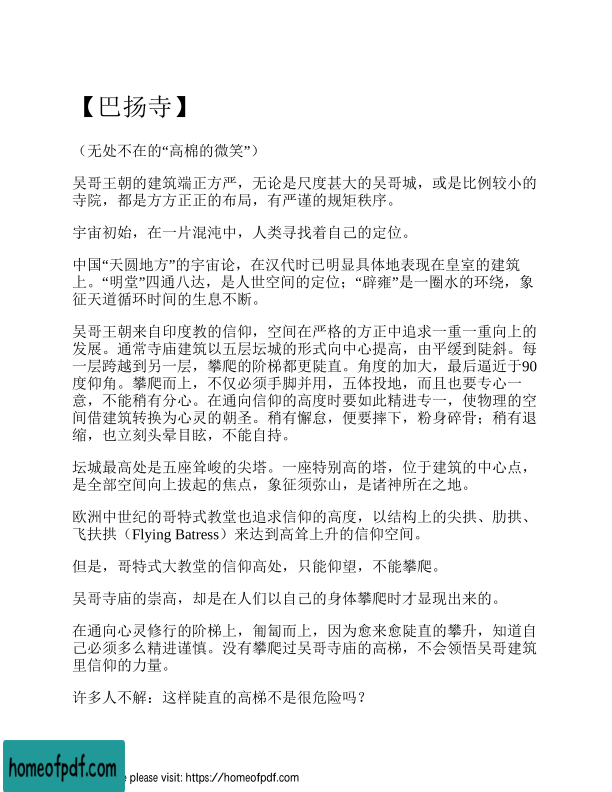 【巴扬寺】
（无处不在的“高棉的微笑”）
吴哥王朝的建筑端正方严，无论是尺度甚大的吴哥城，或是比例较小的
寺院，都是方方正正的布局，有严谨的规矩秩序。
宇宙初始，在一片混沌中，人类寻找着自己的定位。
中国“天圆地方”的宇宙论，在汉代时已明显具体地表现在皇室的建筑
上。“明堂”四通八达，是人世空间的定位；“辟雍”是一圈水的环绕，象
征天道循环时间的生息不断。
吴哥王朝来自印度教的信仰，空间在严格的方正中追求一重一重向上的
发展。通常寺庙建筑以五层坛城的形式向中心提高，由平缓到陡斜。每
一层跨越到另一层，攀爬的阶梯都更陡直。角度的加大，最后逼近于90
度仰角。攀爬而上，不仅必须手脚并用，五体投地，而且也要专心一
意，不能稍有分心。在通向信仰的高度时要如此精进专一，使物理的空
间借建筑转换为心灵的朝圣。稍有懈怠，便要摔下，粉身碎骨；稍有退
缩，也立刻头晕目眩，不能自持。
坛城最高处是五座耸峻的尖塔。一座特别高的塔，位于建筑的中心点，
是全部空间向上拔起的焦点，象征须弥山，是诸神所在之地。
欧洲中世纪的哥特式教堂也追求信仰的高度，以结构上的尖拱、肋拱、
飞扶拱（Flying Batress）来达到高耸上升的信仰空间。
但是，哥特式大教堂的信仰高处，只能仰望，不能攀爬。
吴哥寺庙的崇高，却是在人们以自己的身体攀爬时才显现出来的。
在通向心灵修行的阶梯上，匍匐而上，因为愈来愈陡直的攀升，知道自
己必须多么精进谨慎。没有攀爬过吴哥寺庙的高梯，不会领悟吴哥建筑
里信仰的力量。
许多人不解：这样陡直的高梯不是很危险吗？
homeofpdf.com
e please visit: https://homeofpdf.com